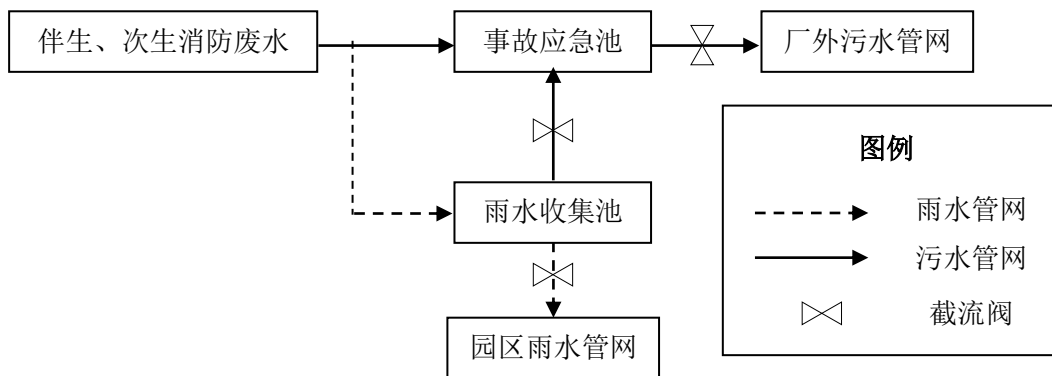 伴生、次生消防废水
事故应急池
厂外污水管网
图例
雨水收集池
雨水管网
污水管网
截流阀
园区雨水管网